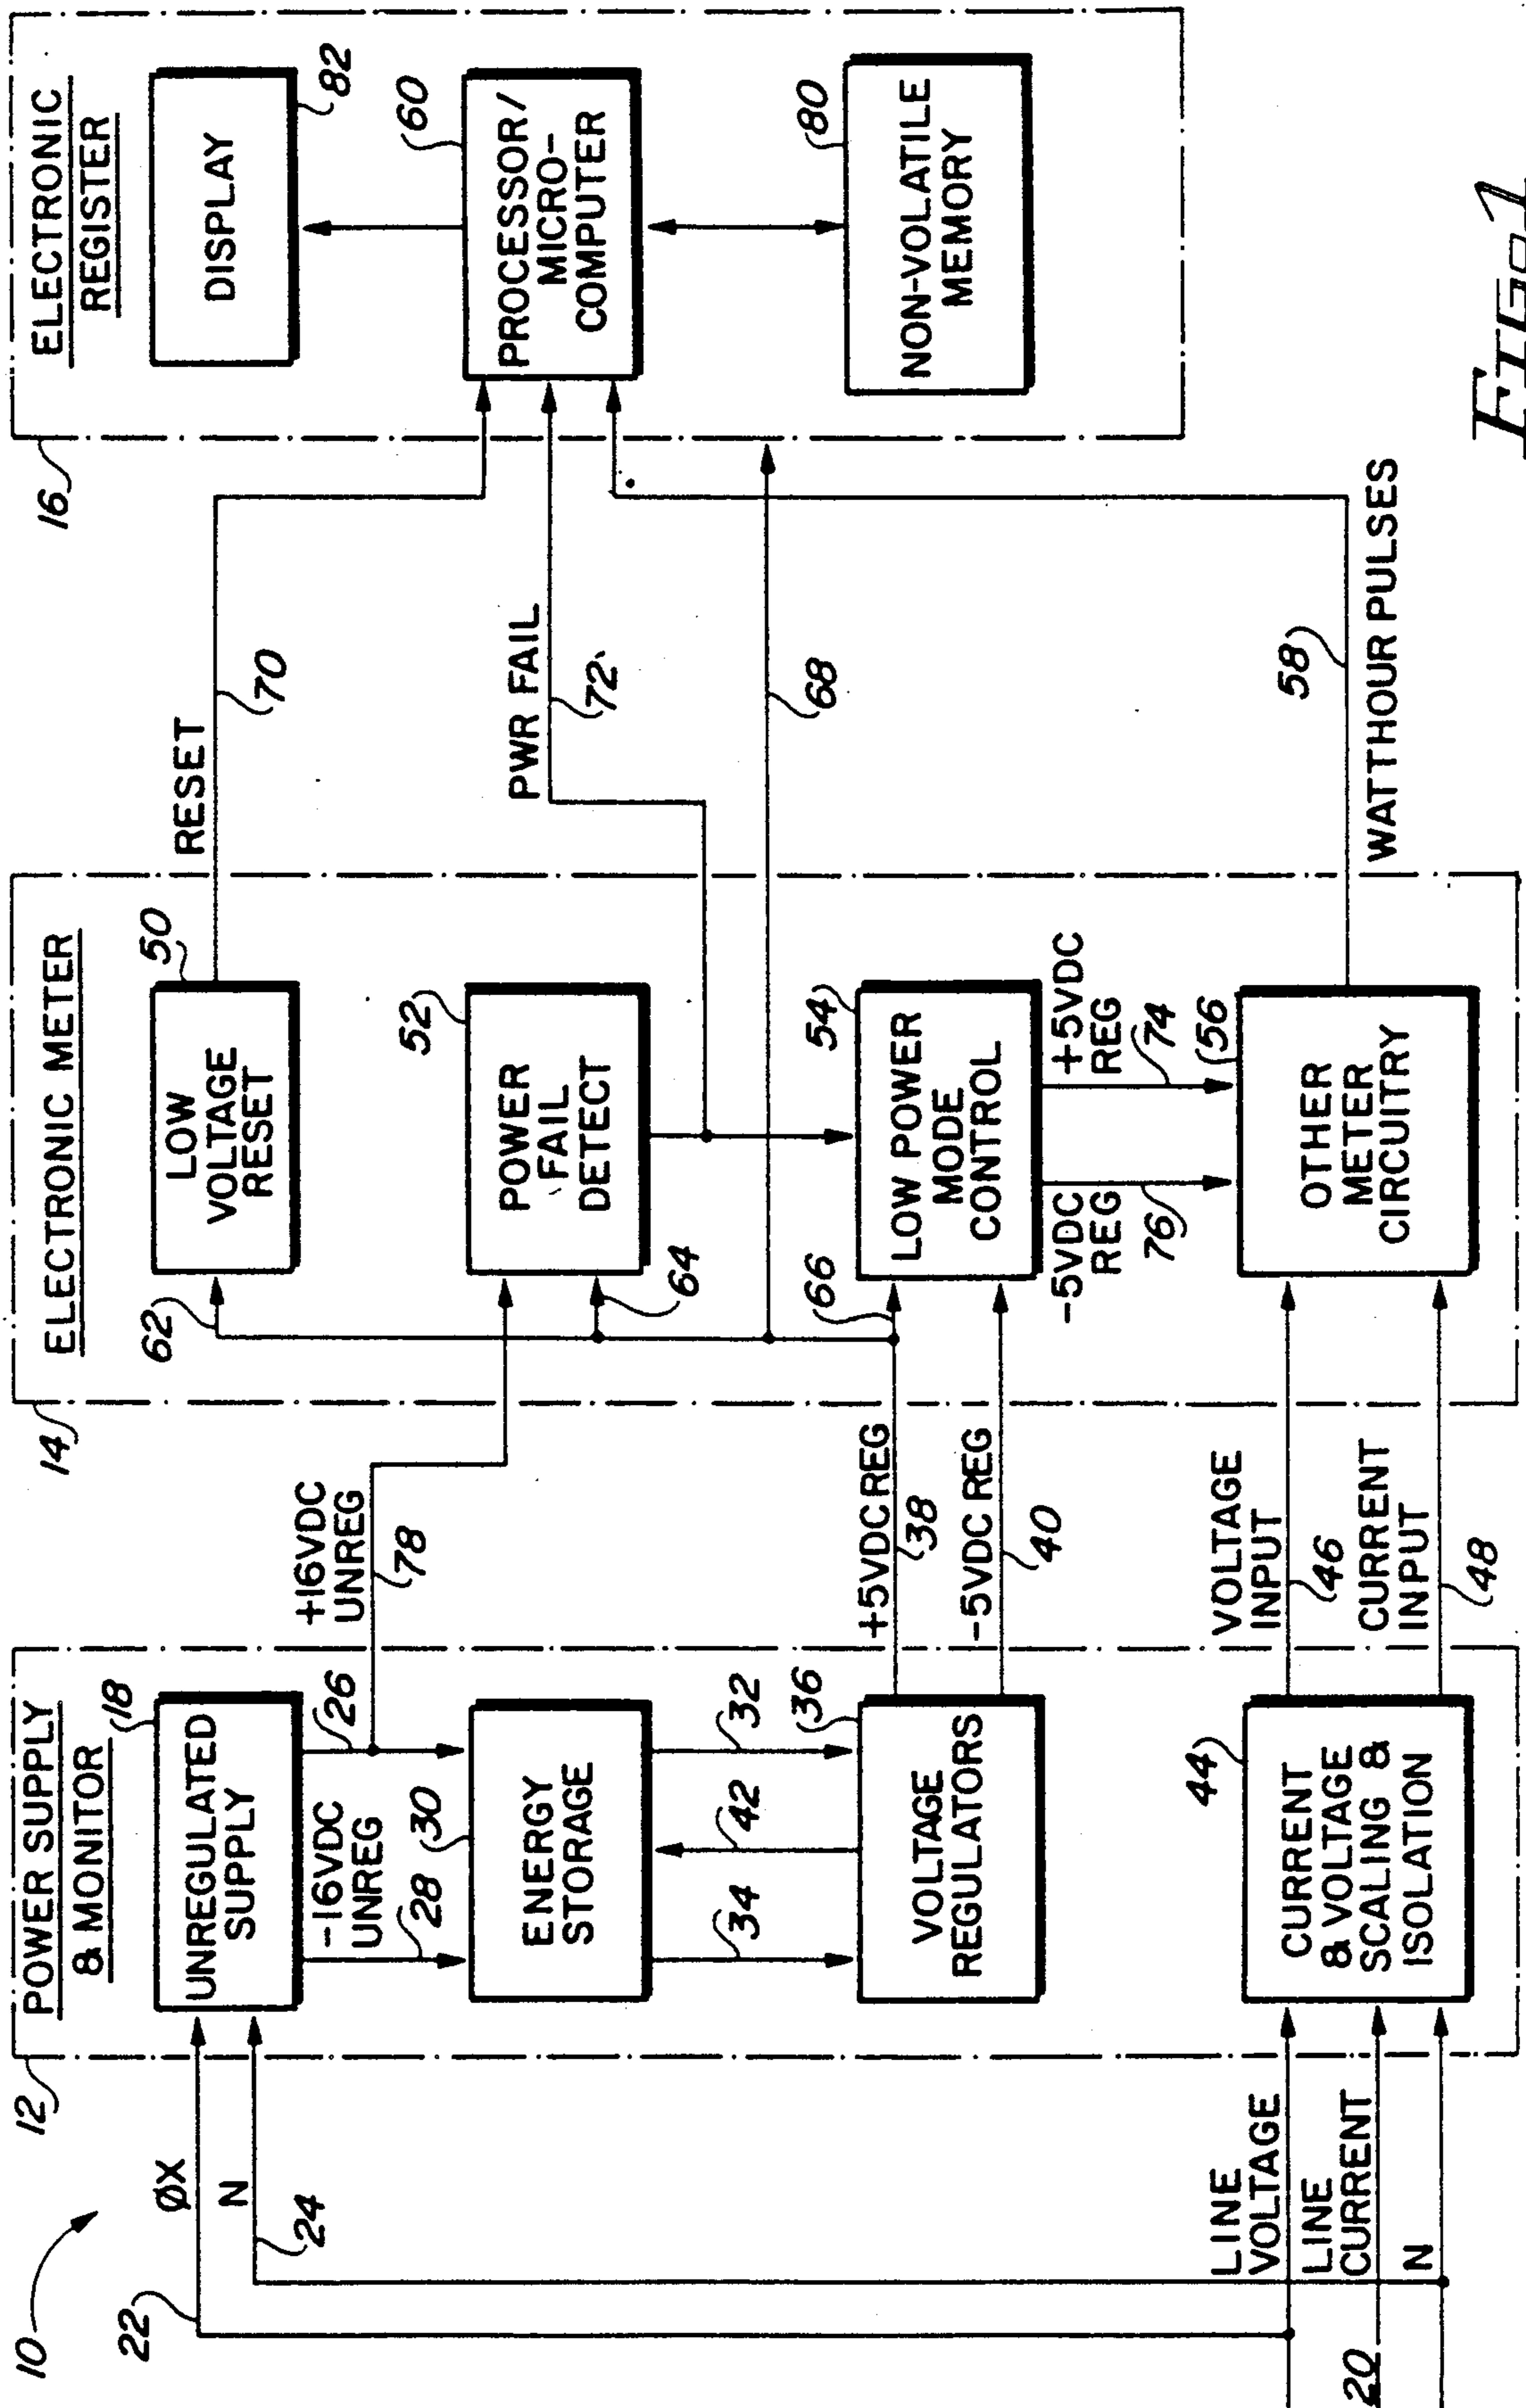 10
22
ØX
N
24
LINE
VOLTAGE
LINE
CURRENT
N
20
12
POWER SUPPLY
& MONITOR
18
UNREGULATED
SUPPLY
26
-16VDC
UNREG
28
30
ENERGY
STORAGE
32
42
34
36
VOLTAGE
REGULATORS
44
CURRENT
& VOLTAGE
SCALING &
ISOLATION
+16VDC
UNREG
78
+5VDC REG
38
-5VDC REG
40
VOLTAGE
INPUT
46
CURRENT
INPUT
48
14
ELECTRONIC METER
50
LOW
VOLTAGE
RESET
62
52
POWER
FAIL
DETECT
64
54
LOW POWER
MODE
CONTROL
66
+5VDC
REG
74
-5VDC
REG
76
56
OTHER
METER
CIRCUITRY
RESET
70
PWR FAIL
72
68
58
WATTHOUR PULSES
16
ELECTRONIC
REGISTER
DISPLAY
82
60
PROCESSOR/
MICRO-
COMPUTER
80
NON-VOLATILE
MEMORY
FIG.1